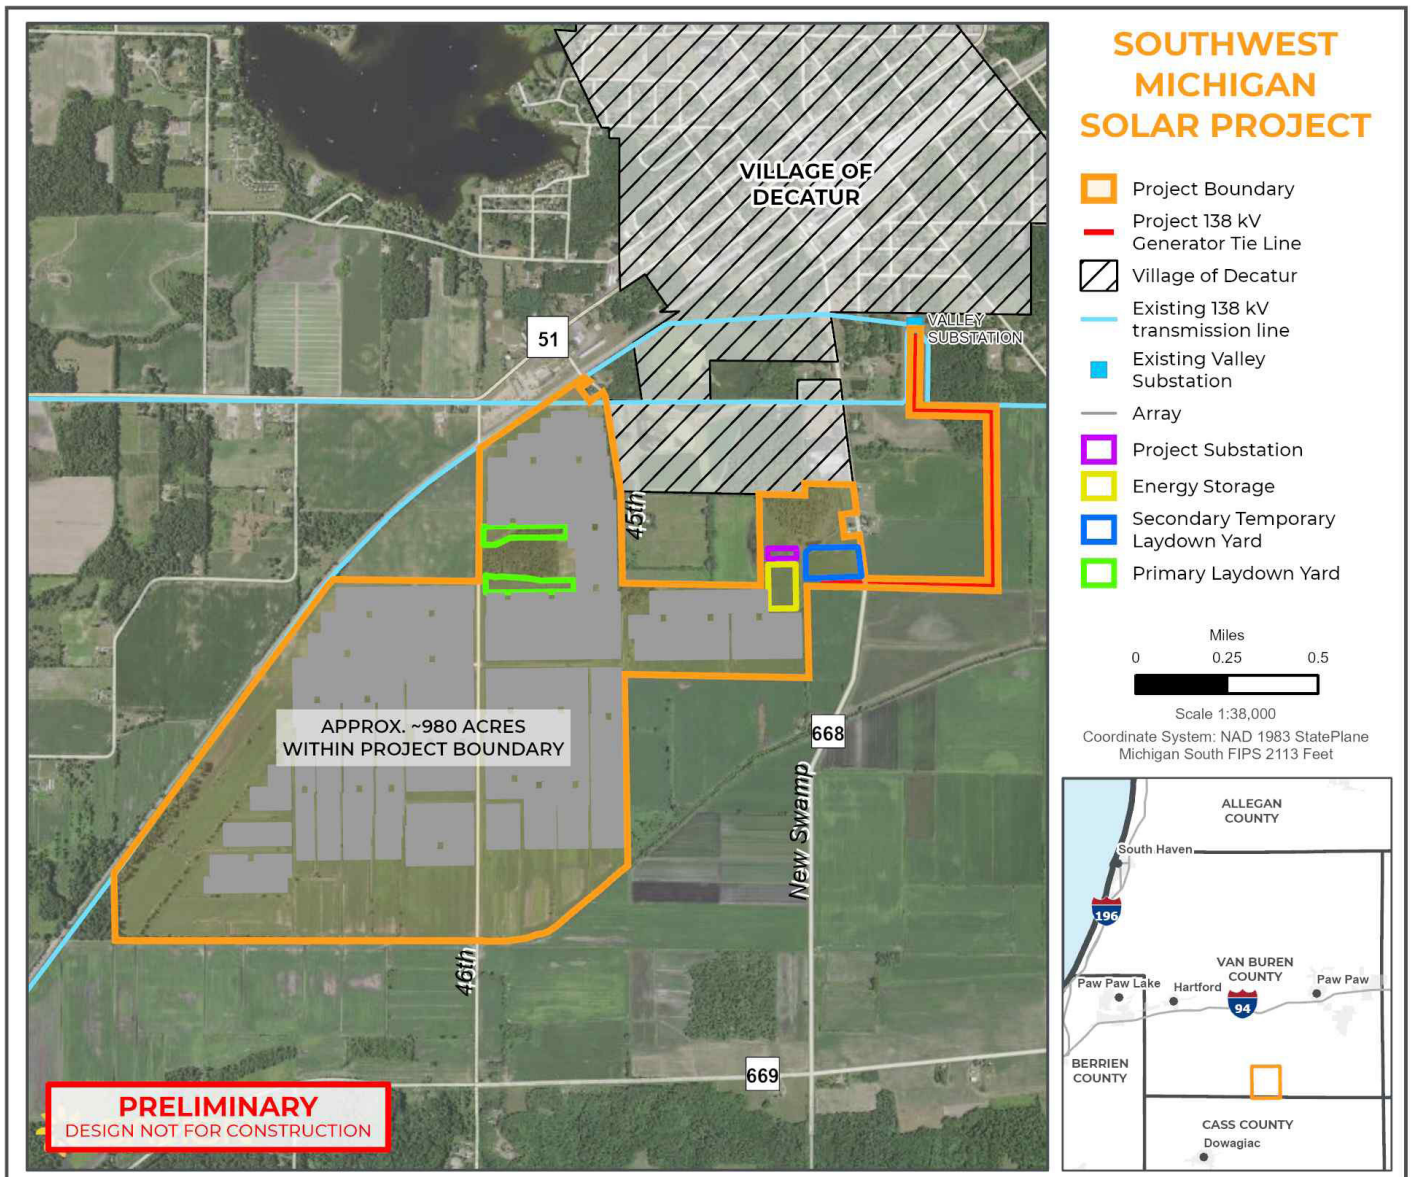 SOUTHWEST
MICHIGAN
SOLAR PROJECT
Project Boundary
Project 138 kV
Generator Tie Line
Village of Decatur
Existing 138 kV
transmission line
Existing Valley
Substation
Array
Project Substation
Energy Storage
Secondary Temporary
Laydown Yard
Primary Laydown Yard
Miles
0 0.25 0.5
Scale 1:38,000
Coordinate System: NAD 1983 StatePlane
Michigan South FIPS 2113 Feet
VILLAGE OF
DECATUR
VALLEY
SUBSTATION
51
45th
APPROX. ~980 ACRES
WITHIN PROJECT BOUNDARY
668
New Swamp
46th
669
PRELIMINARY
DESIGN NOT FOR CONSTRUCTION
ALLEGAN
COUNTY
South Haven
196
VAN BUREN
COUNTY
Paw Paw Lake
Hartford
Paw Paw
94
BERRIEN
COUNTY
CASS COUNTY
Dowagiac